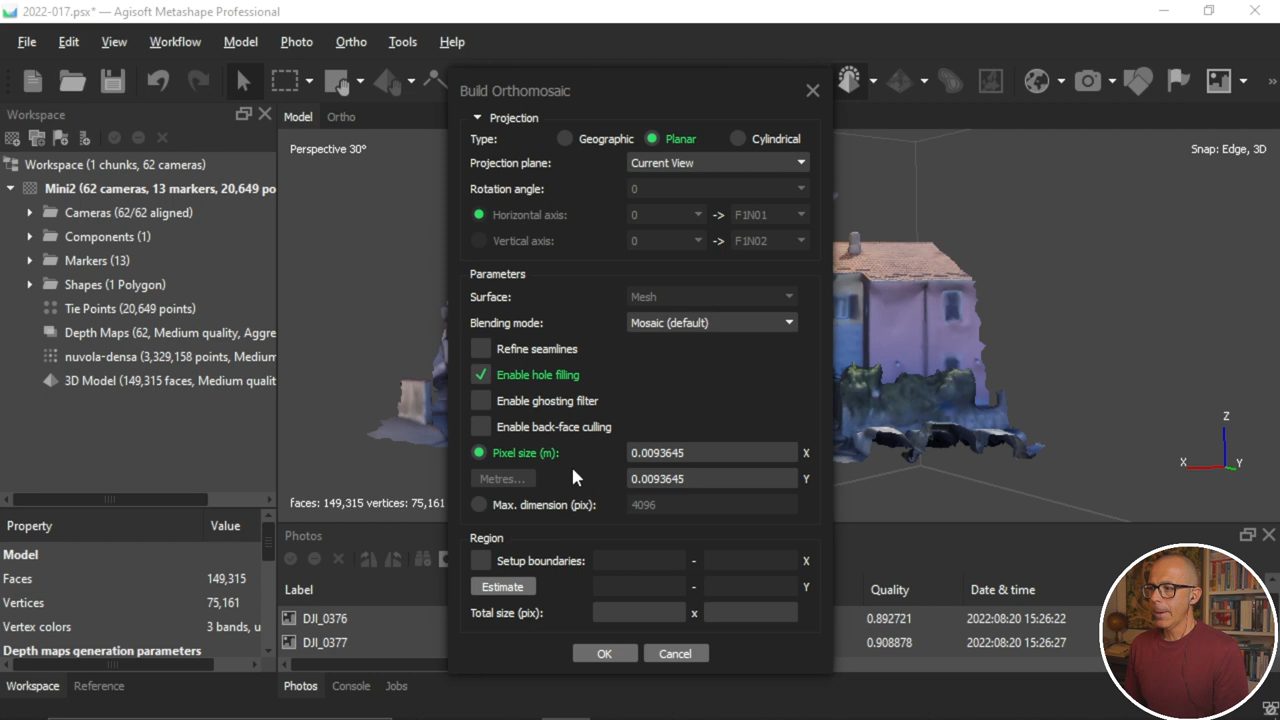 2022-017.psx* — Agisoft Metashape Professional
File Edit View Workflow Model Photo Ortho Tools Help
Workspace
Workspace (1 chunks, 62 cameras)
Mini2 (62 cameras, 13 markers, 20,649 po
Cameras (62/62 aligned)
Components (1)
Markers (13)
Shapes (1 Polygon)
Tie Points (20,649 points)
Depth Maps (62, Medium quality, Aggre
nuvola-densa (3,329,158 points, Medium
3D Model (149,315 faces, Medium qualit
Property Value
Model
Faces 149,315
Vertices 75,161
Vertex colors 3 bands, u
Depth maps generation parameters
Workspace Reference
Model Ortho
Perspective 30°
Snap: Edge, 3D
Z
X
Y
faces: 149,315 vertices: 75,161
Build Orthomosaic
Projection
Type: Geographic Planar Cylindrical
Projection plane: Current View
Rotation angle: 0
Horizontal axis: 0 -> F1N01
Vertical axis: 0 -> F1N02
Parameters
Surface: Mesh
Blending mode: Mosaic (default)
Refine seamlines
Enable hole filling
Enable ghosting filter
Enable back-face culling
Pixel size (m): 0.0093645 X
Metres... 0.0093645 Y
Max. dimension (pix): 4096
Region
Setup boundaries: - X
Estimate - Y
Total size (pix): x
OK Cancel
Photos
Label Quality Date & time
DJI_0376 0.892721 2022:08:20 15:26:22
DJI_0377 0.908878 2022:08:20 15:26:27
Photos Console Jobs